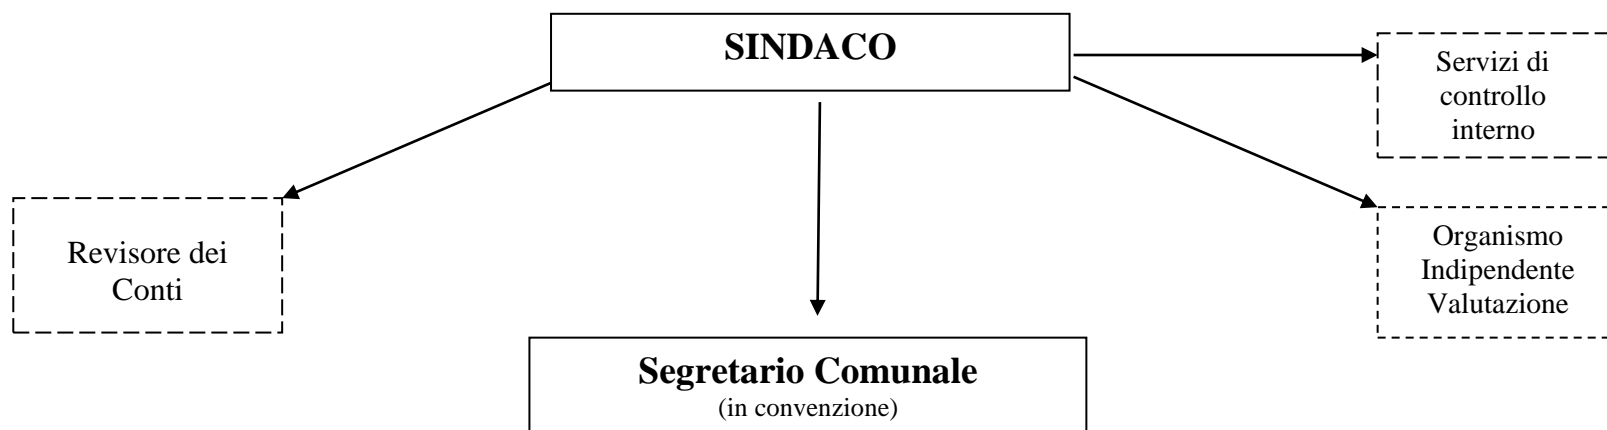 SINDACO
Servizi di
controllo
interno
Revisore dei
Conti
Organismo
Indipendente
Valutazione
Segretario Comunale
(in convenzione)